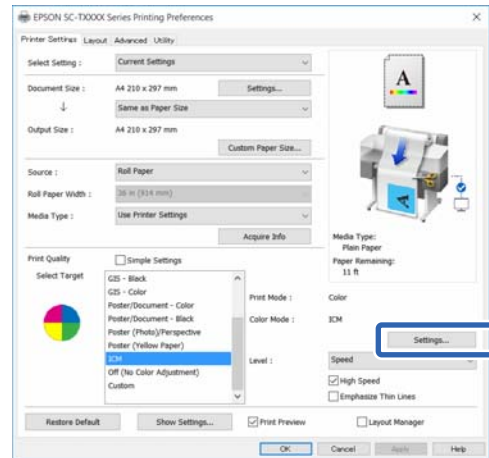 EPSON SC-TXXXX Series Printing Preferences
Printer Settings Layout Advanced Utility
Select Setting : Current Settings
Document Size : A4 210 x 297 mm Settings...
Same as Paper Size
Output Size : A4 210 x 297 mm
Custom Paper Size...
Source : Roll Paper
Roll Paper Width : 36 in (914 mm)
Media Type : Use Printer Settings
Acquire Info
A
Media Type:
Plain Paper
Paper Remaining:
11 ft
Print Quality Simple Settings
Select Target
GIS - Black
GIS - Color
Poster/Document - Color
Poster/Document - Black
Poster (Photo)/Perspective
Poster (Yellow Paper)
ICM
Off (No Color Adjustment)
Custom
Print Mode : Color
Color Mode : ICM
Settings...
Level : Speed
High Speed
Emphasize Thin Lines
Restore Default Show Settings... Print Preview Layout Manager
OK Cancel Apply Help